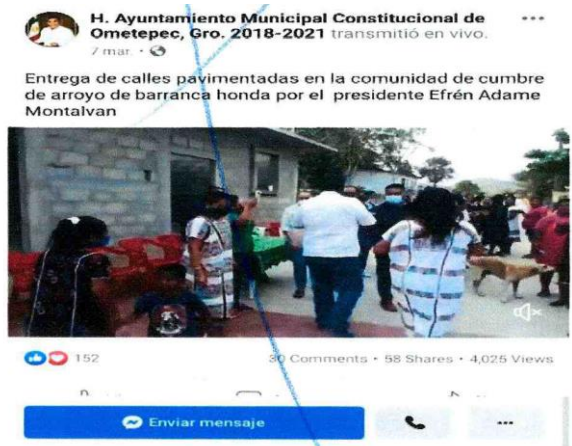 H. Ayuntamiento Municipal Constitucional de
Ometepec, Gro. 2018-2021 transmitió en vivo.
7 mar. ·
Entrega de calles pavimentadas en la comunidad de cumbre
de arroyo de barranca honda por el presidente Efrén Adame
Montalvan
152
30 Comments • 58 Shares • 4,025 Views
Enviar mensaje